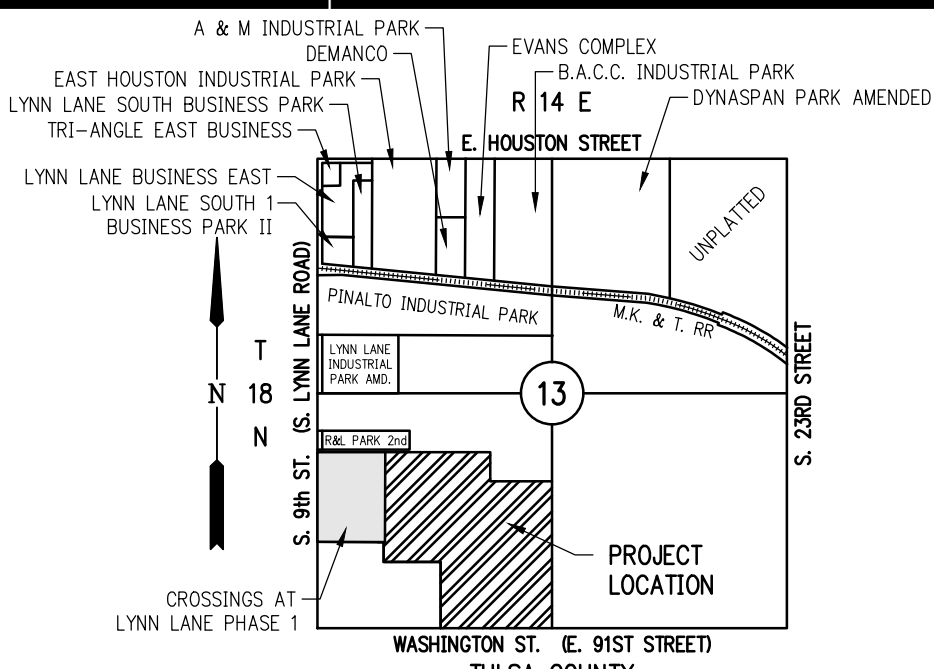 A & M INDUSTRIAL PARK
DEMANCO
EVANS COMPLEX
EAST HOUSTON INDUSTRIAL PARK
B.A.C.C. INDUSTRIAL PARK
LYNN LANE SOUTH BUSINESS PARK
R 14 E
DYNASPAN PARK AMENDED
TRI-ANGLE EAST BUSINESS
E. HOUSTON STREET
LYNN LANE BUSINESS EAST
LYNN LANE SOUTH 1
BUSINESS PARK II
UNPLATTED
PINALTO INDUSTRIAL PARK
M.K. & T. RR
S. 9th ST. (S. LYNN LANE ROAD)
S. 23RD STREET
T
18
N
N
LYNN LANE
INDUSTRIAL
PARK AMD.
13
R&L PARK 2nd
PROJECT
LOCATION
CROSSINGS AT
LYNN LANE PHASE 1
WASHINGTON ST. (E. 91ST STREET)
TULSA COUNTY